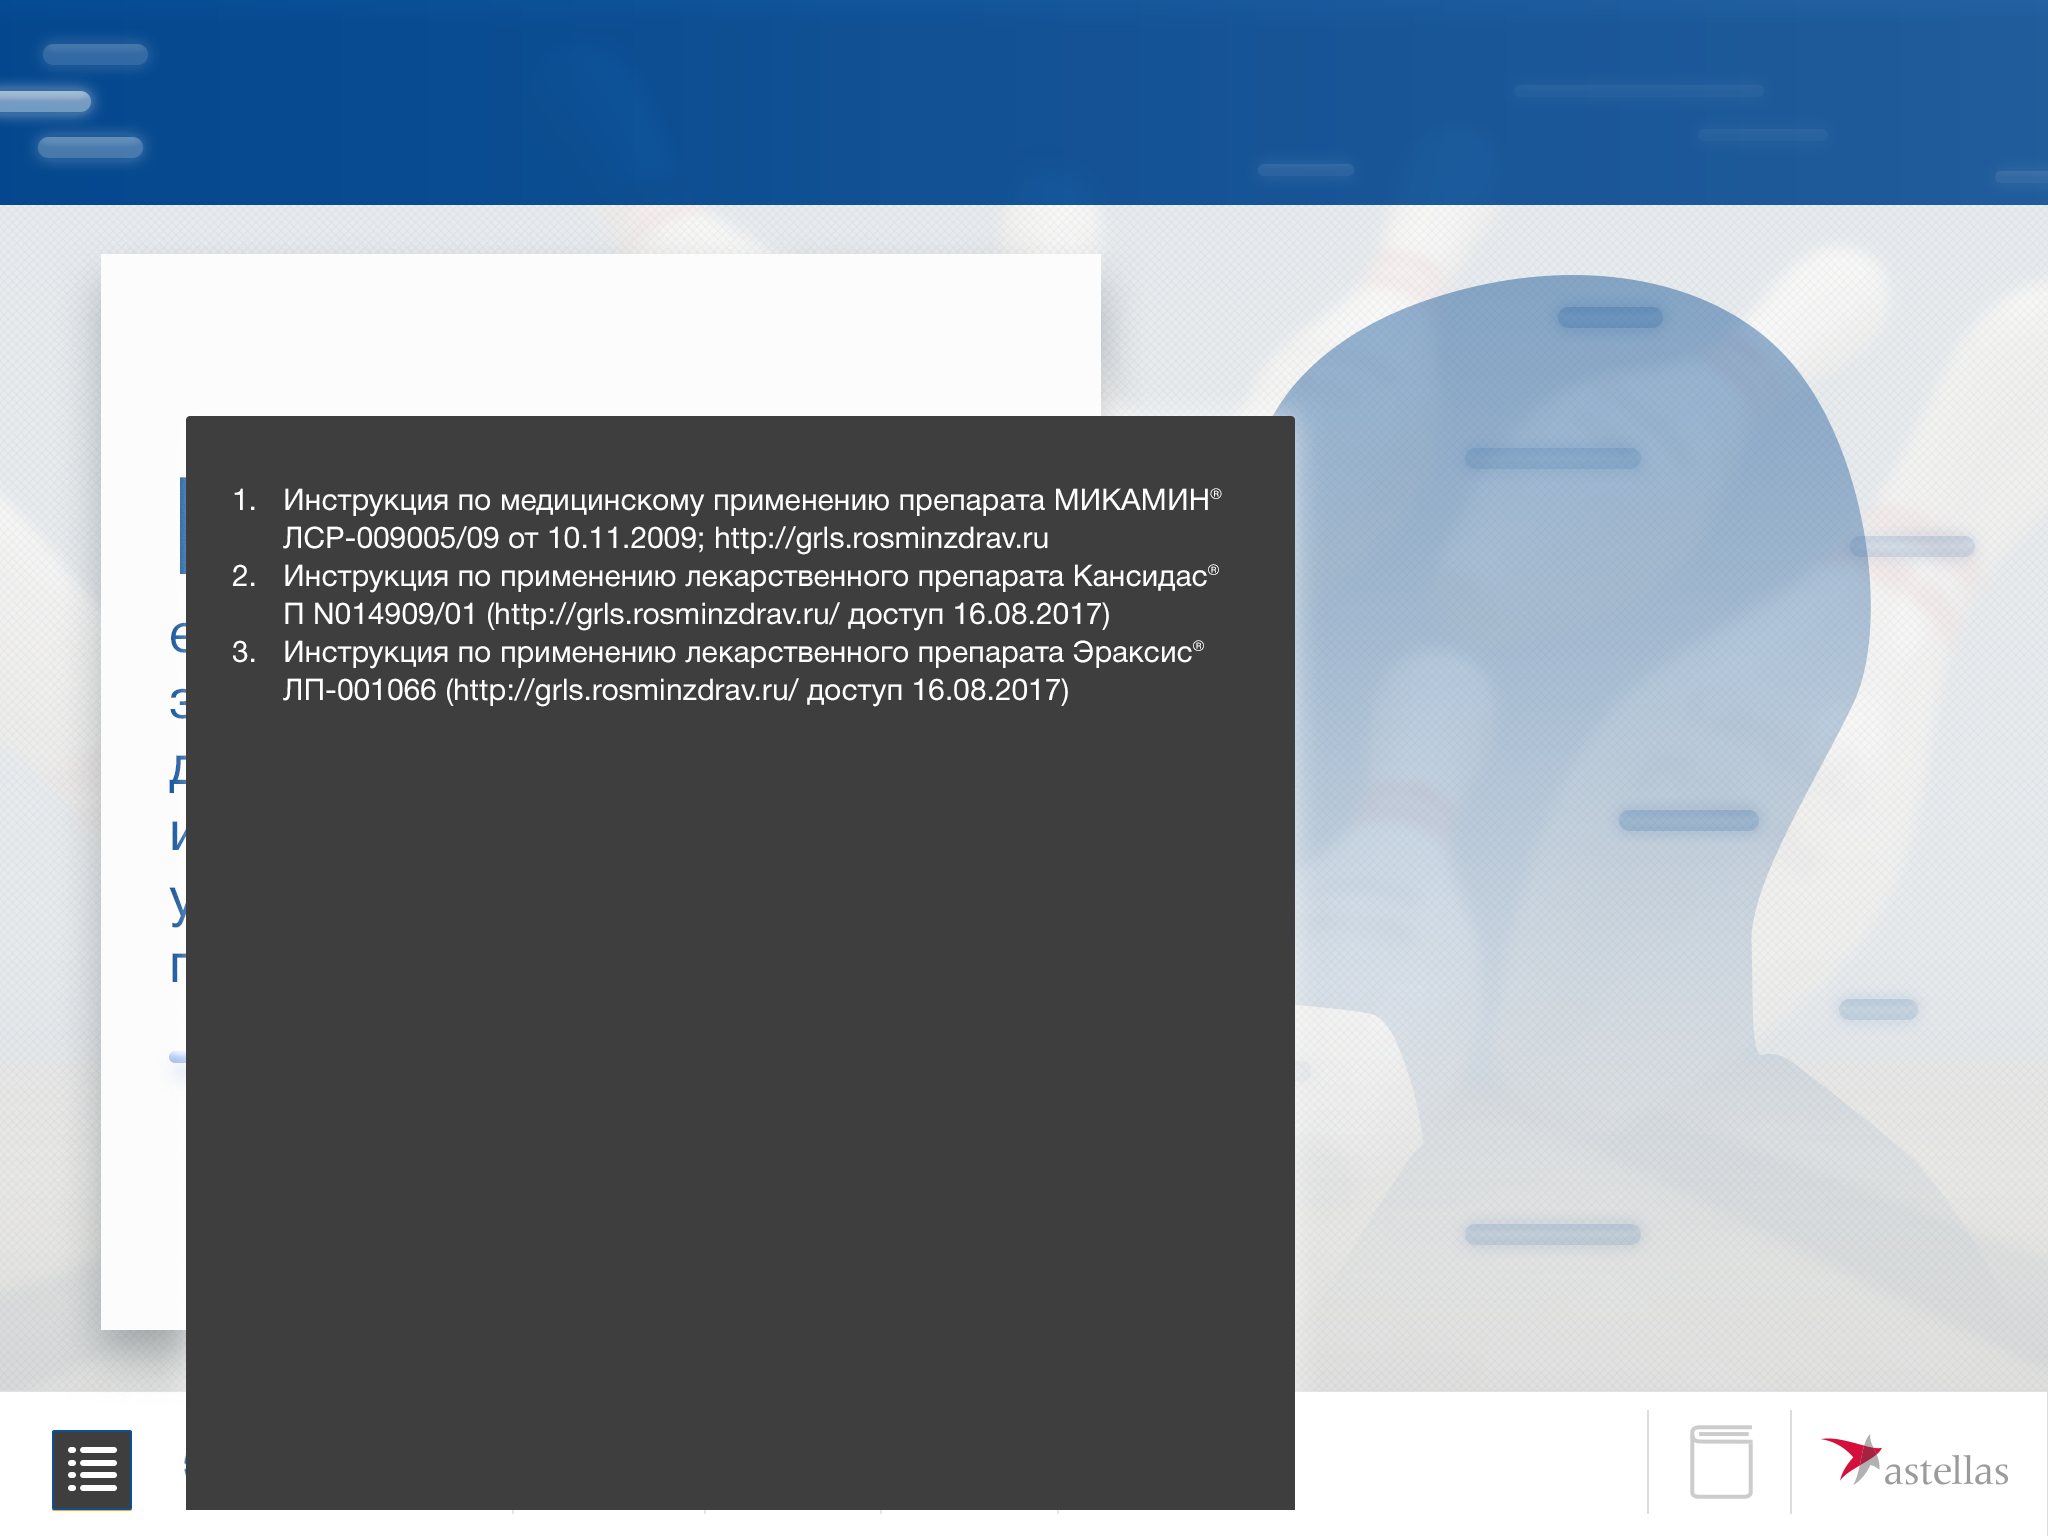 1. Инструкция по медицинскому применению препарата МИКАМИН®
ЛСР-009005/09 от 10.11.2009; http://grls.rosminzdrav.ru
2. Инструкция по применению лекарственного препарата Кансидас®
П N014909/01 (http://grls.rosminzdrav.ru/ доступ 16.08.2017)
3. Инструкция по применению лекарственного препарата Эраксис®
ЛП-001066 (http://grls.rosminzdrav.ru/ доступ 16.08.2017)
astellas